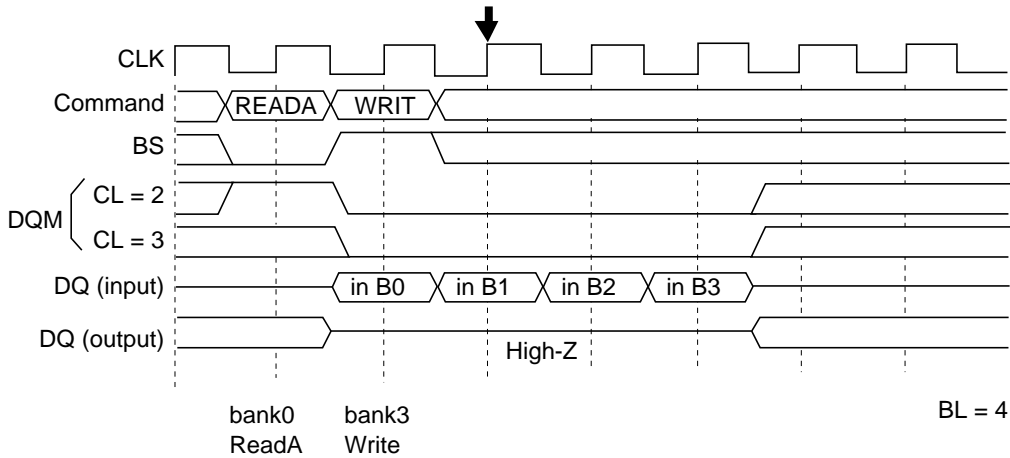 CLK
Command READA WRIT
BS
DQM CL = 2
CL = 3
DQ (input) in B0 in B1 in B2 in B3
DQ (output) High-Z
bank0 bank3 BL = 4
ReadA Write